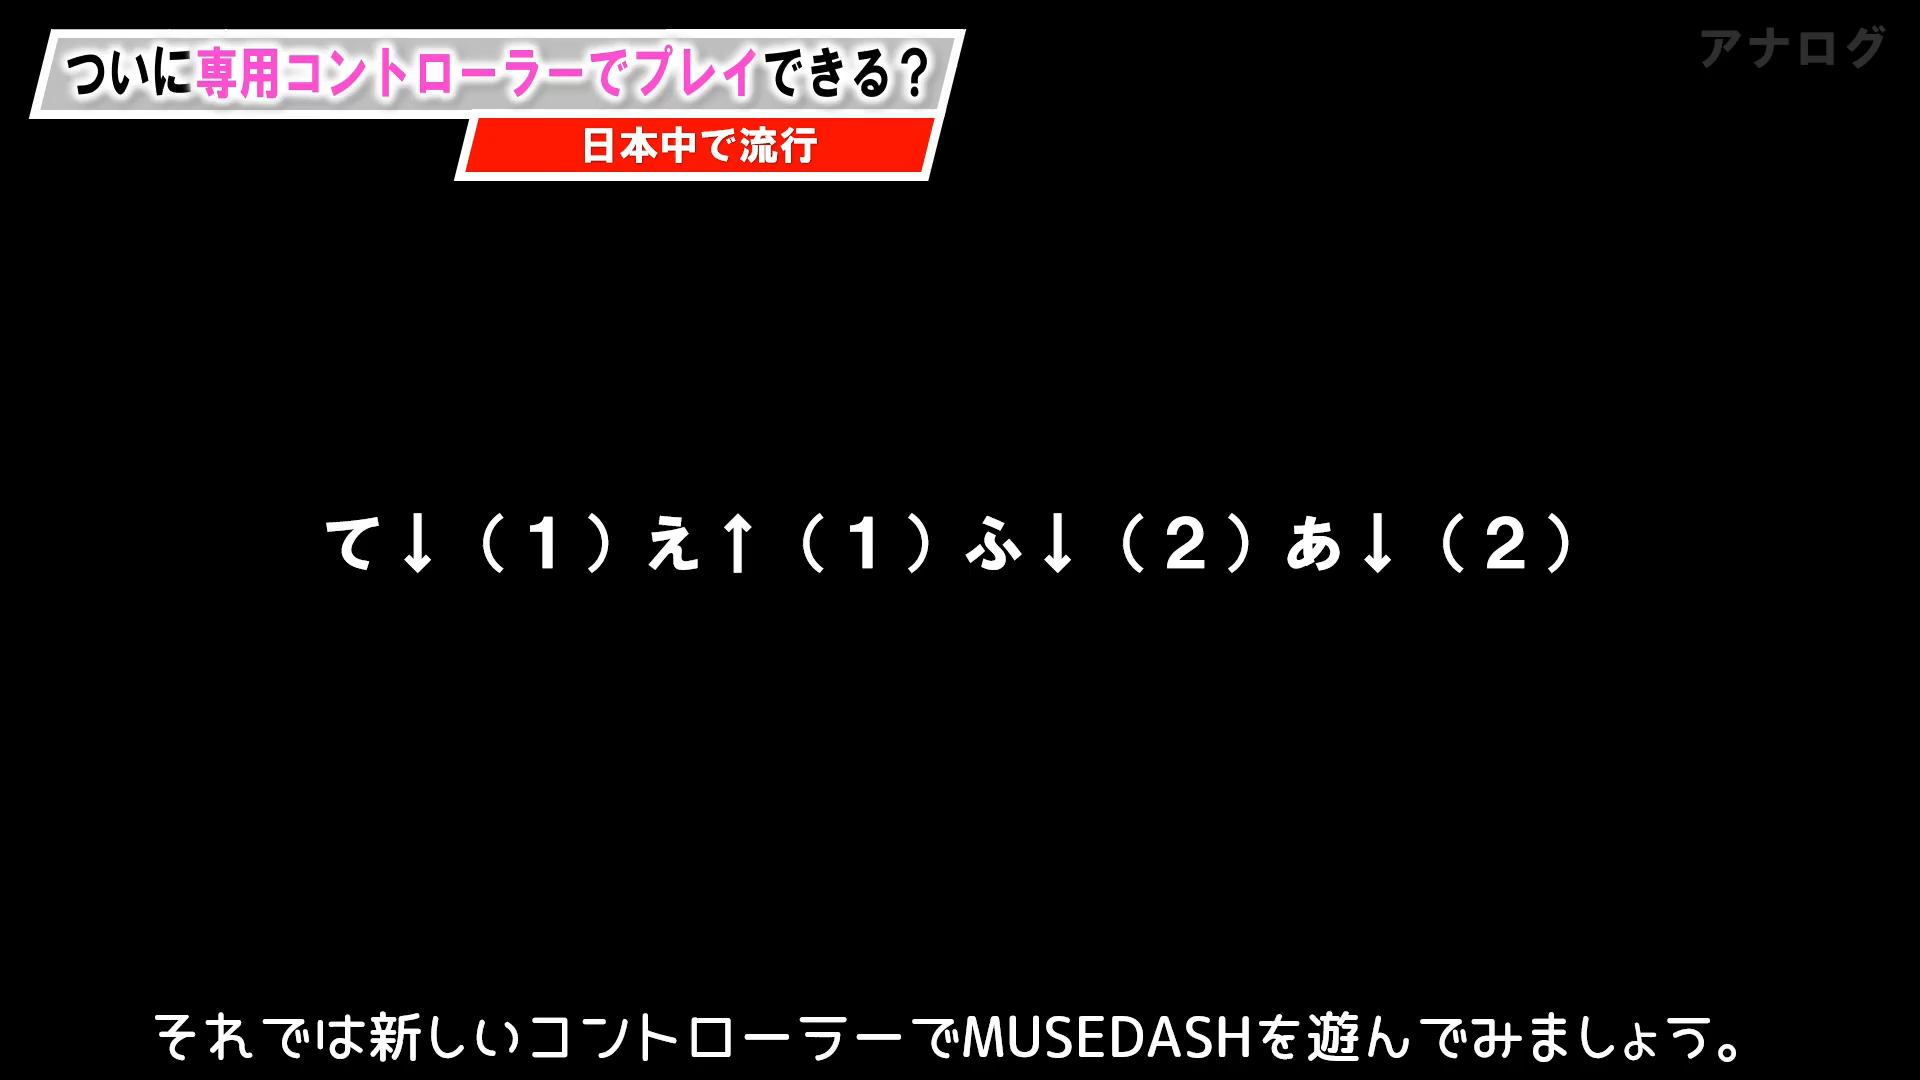 ついに専用コントローラーでプレイできる?
アナログ
日本中で流行
て↓（1）え↑（1）ふ↓（2）あ↓（2）
それでは新しいコントローラーでMUSEDASHを遊んでみましょう。